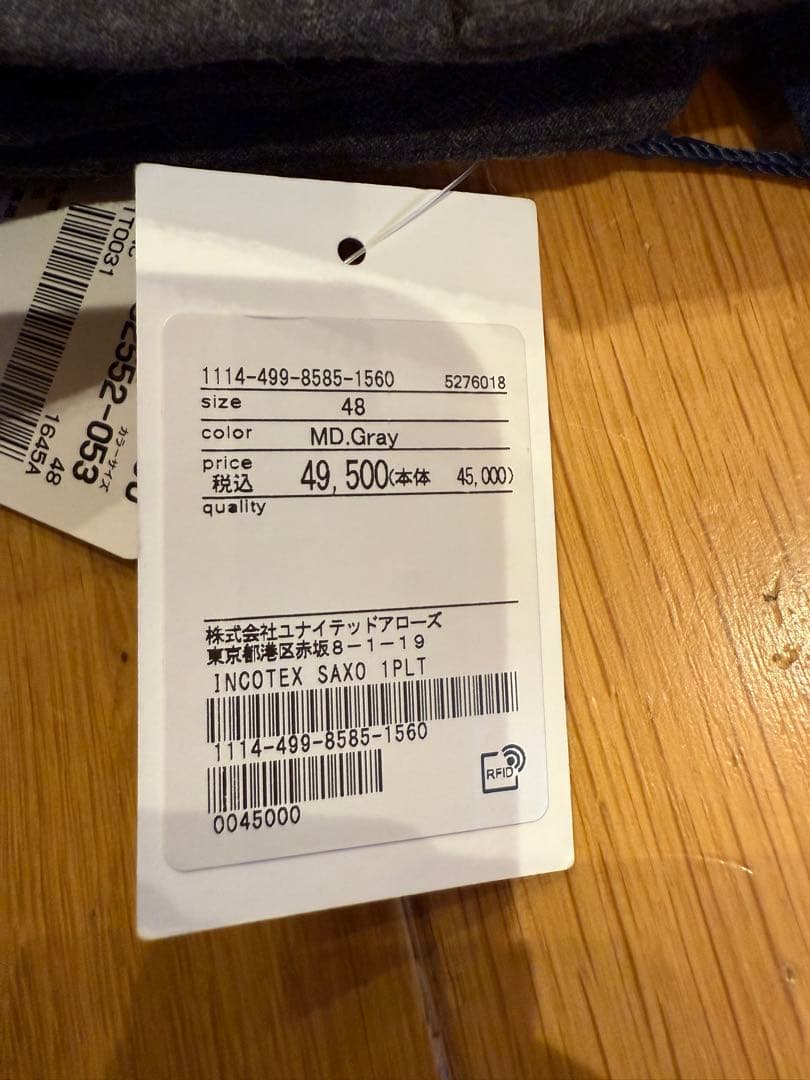 1114-499-8585-1560 5276018
size 48
color MD.Gray
price
税込 49,500(本体 45,000)
quality
株式会社ユナイテッドアローズ
東京都港区赤坂8-1-19
INCOTEX SAXO 1PLT
1114-499-8585-1560
RFID
0045000
1T0031
2552-053
カラーサイズ
48
1645A